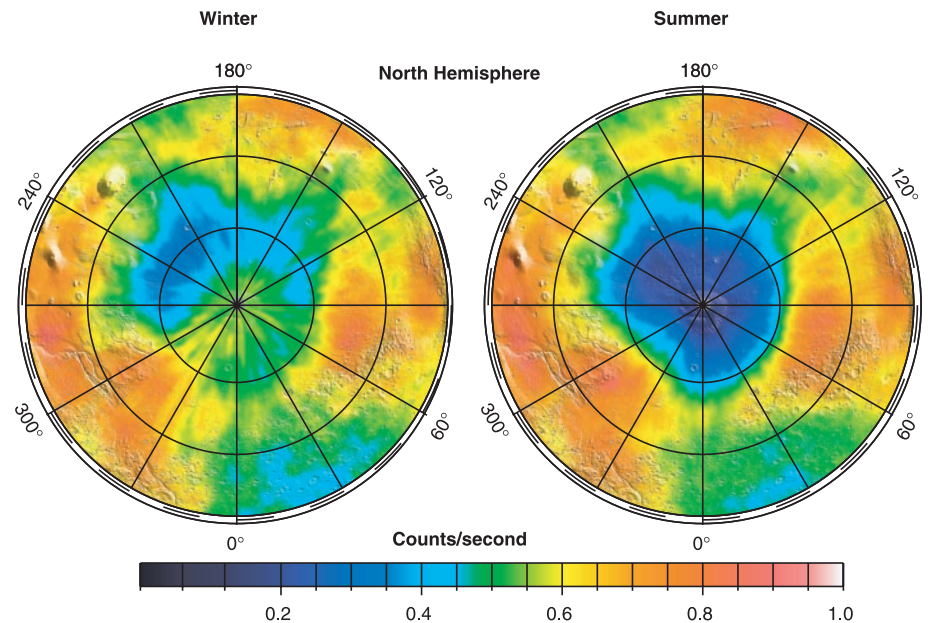 Winter Summer
North Hemisphere
180° 180°
240° 120° 240° 120°
300° 60° 300° 60°
0° 0°
Counts/second
0.2 0.4 0.6 0.8 1.0